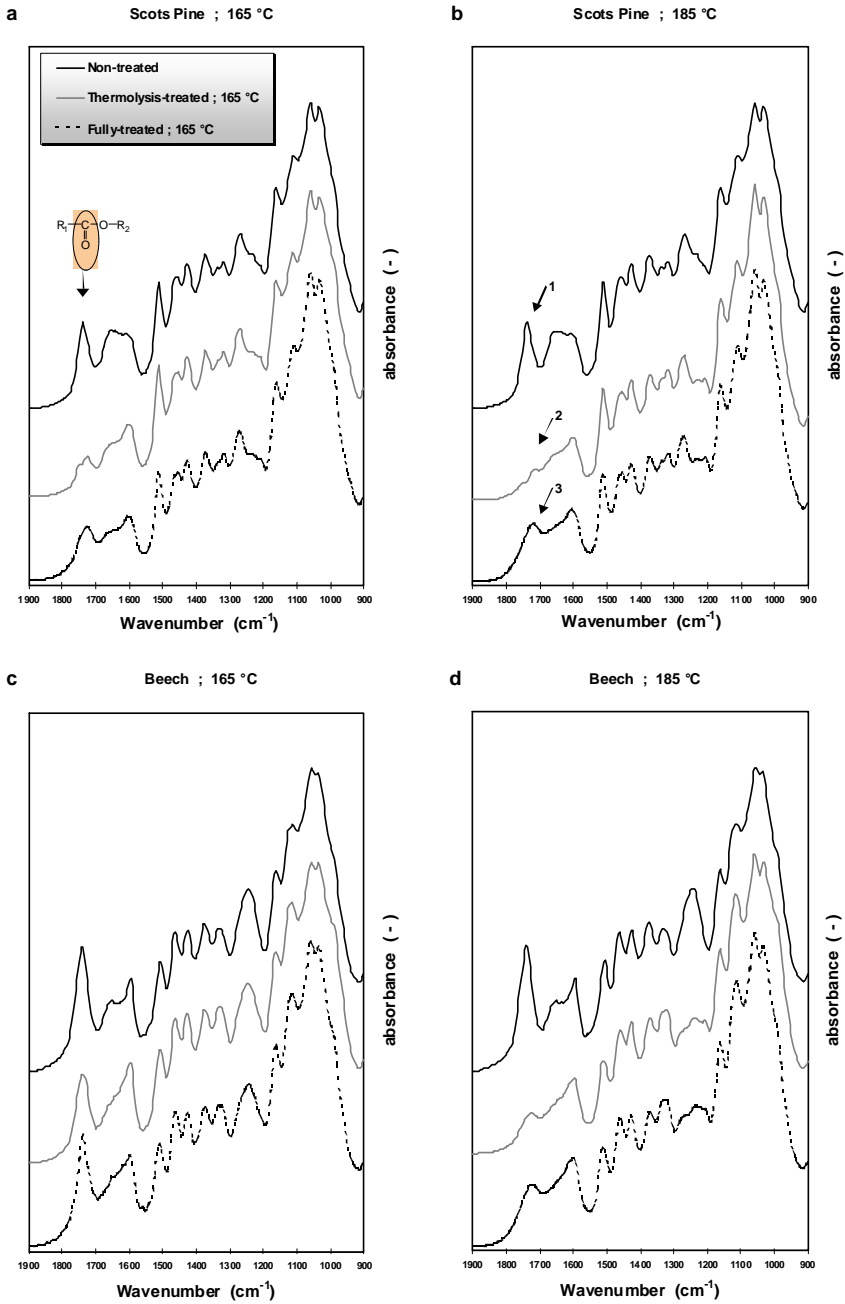 a Scots Pine ; 165 °C
Non-treated
Thermolysis-treated ; 165 °C
Fully-treated ; 165 °C
R1 C O R2
O
absorbance ( - )
1900 1800 1700 1600 1500 1400 1300 1200 1100 1000 900
Wavenumber (cm-1)
b Scots Pine ; 185 °C
1
2
3
absorbance ( - )
1900 1800 1700 1600 1500 1400 1300 1200 1100 1000 900
Wavenumber (cm-1)
c Beech ; 165 °C
absorbance ( - )
1900 1800 1700 1600 1500 1400 1300 1200 1100 1000 900
Wavenumber (cm-1)
d Beech ; 185 °C
absorbance ( - )
1900 1800 1700 1600 1500 1400 1300 1200 1100 1000 900
Wavenumber (cm-1)